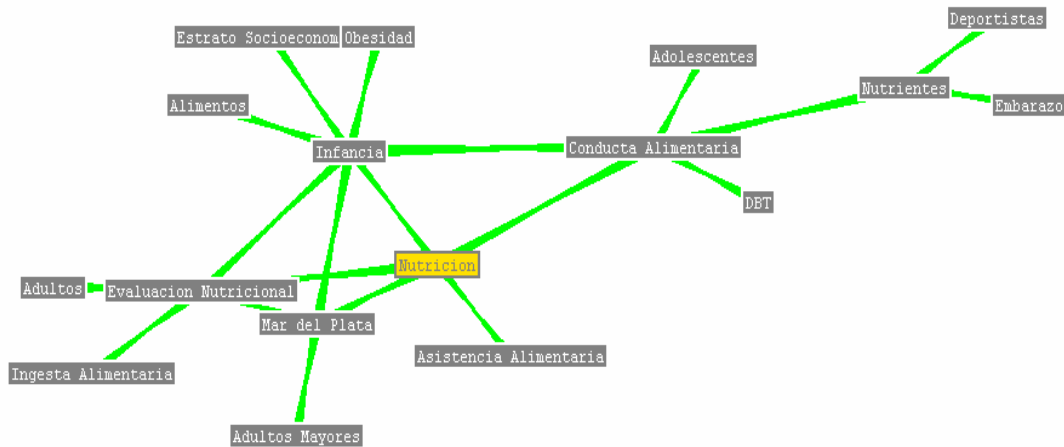 Deportistas
Estrato Socioeconom
Obesidad
Adolescentes
Nutrientes
Alimentos
Embarazo
Infancia
Conducta Alimentaria
DBT
Nutricion
Adultos
Evaluacion Nutricional
Mar del Plata
Asistencia Alimentaria
Ingesta Alimentaria
Adultos Mayores